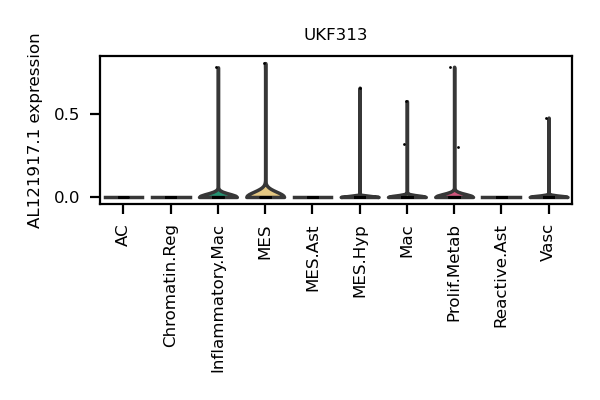 UKF313
AL121917.1 expression
0.5
0.0
AC
Chromatin.Reg
Inflammatory.Mac
MES
MES.Ast
MES.Hyp
Mac
Prolif.Metab
Reactive.Ast
Vasc